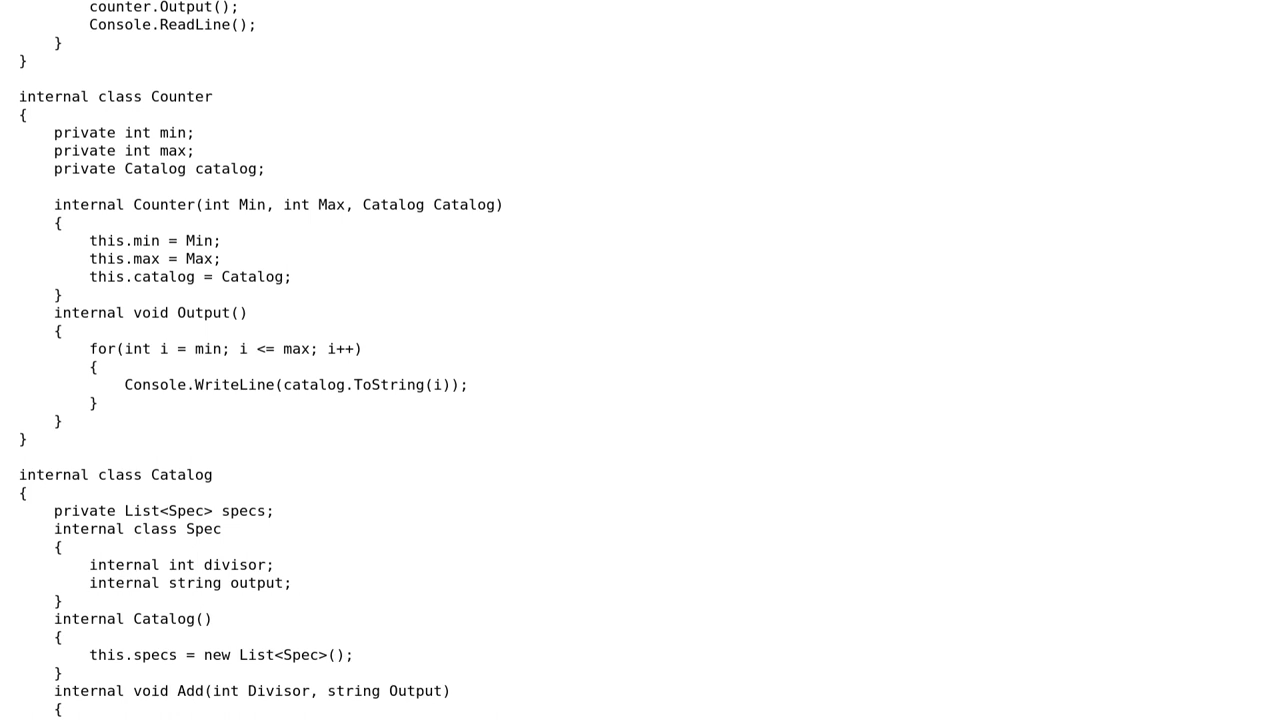 counter.Output();
        Console.ReadLine();
    }
}

internal class Counter
{
    private int min;
    private int max;
    private Catalog catalog;

    internal Counter(int Min, int Max, Catalog Catalog)
    {
        this.min = Min;
        this.max = Max;
        this.catalog = Catalog;
    }
    internal void Output()
    {
        for(int i = min; i <= max; i++)
        {
            Console.WriteLine(catalog.ToString(i));
        }
    }
}

internal class Catalog
{
    private List<Spec> specs;
    internal class Spec
    {
        internal int divisor;
        internal string output;
    }
    internal Catalog()
    {
        this.specs = new List<Spec>();
    }
    internal void Add(int Divisor, string Output)
    {